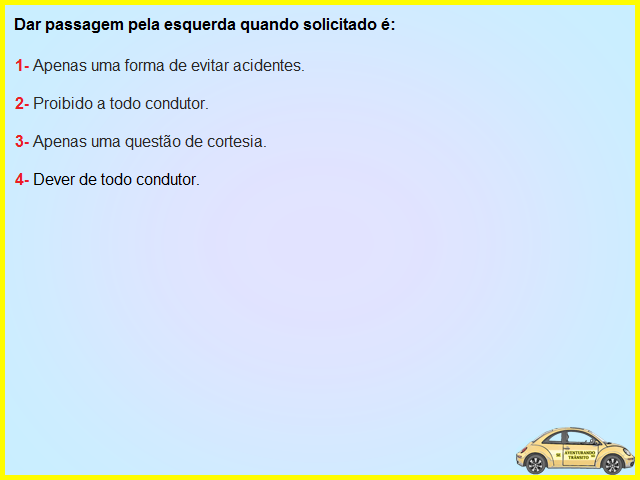 Dar passagem pela esquerda quando solicitado é:
1- Apenas uma forma de evitar acidentes.
2- Proibido a todo condutor.
3- Apenas uma questão de cortesia.
4- Dever de todo condutor.
AVENTURANDO
TRÂNSITO